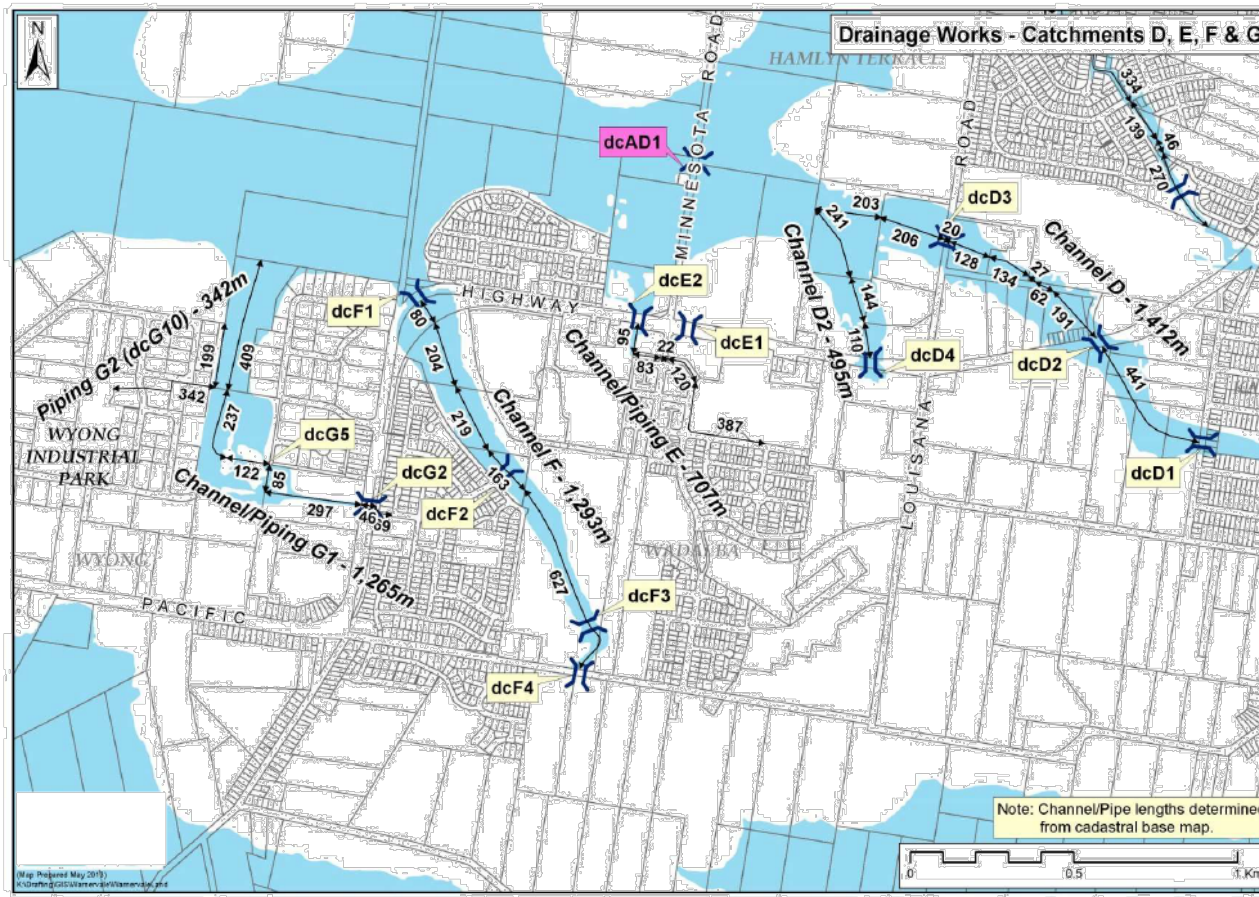 N
Drainage Works - Catchments D, E, F & G
HAMLYN TERRACE
MINNESOTA ROAD
dcAD1
334
139
46
270
203
241
206
20
dcD3
128
134
27
62
191
Channel D - 1.412m
144
110
Channel D2 - 495m
dcD4
dcD2
441
dcD1
LOUISANA ROAD
dcE2
dcE1
95
22
83
120
387
Channel/Piping E - 707m
HIGHWAY
dcF1
80
204
219
163
Channel F - 1.293m
dcF2
627
dcF3
dcF4
Piping G2 (dcG10) - 342m
199
409
342
237
WYONG
INDUSTRIAL
PARK
dcG5
122
85
dcG2
297
Channel/Piping G1 - 1,265m
WYONG
WADALBA
PACIFIC
Note: Channel/Pipe lengths determined
from cadastral base map.
0 0.5 1 Km
(Map Prepared May 2013)